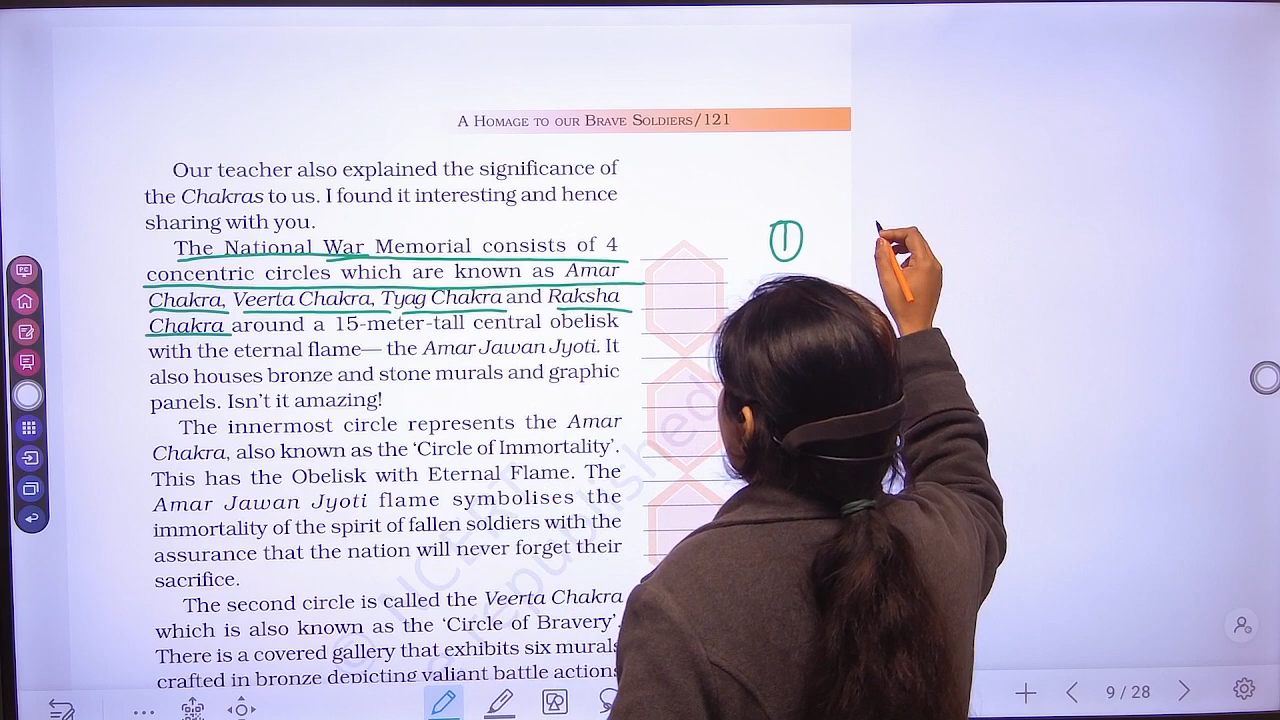 A HOMAGE TO OUR BRAVE SOLDIERS/121
Our teacher also explained the significance of
the Chakras to us. I found it interesting and hence
sharing with you.
The National War Memorial consists of 4
concentric circles which are known as Amar
Chakra, Veerta Chakra, Tyag Chakra and Raksha
Chakra around a 15-meter-tall central obelisk
with the eternal flame— the Amar Jawan Jyoti. It
also houses bronze and stone murals and graphic
panels. Isn't it amazing!
The innermost circle represents the Amar
Chakra, also known as the 'Circle of Immortality'.
This has the Obelisk with Eternal Flame. The
Amar Jawan Jyoti flame symbolises the
immortality of the spirit of fallen soldiers with the
assurance that the nation will never forget their
sacrifice.
The second circle is called the Veerta Chakra
which is also known as the 'Circle of Bravery'.
There is a covered gallery that exhibits six murals
crafted in bronze depicting valiant battle actions
1
9 / 28